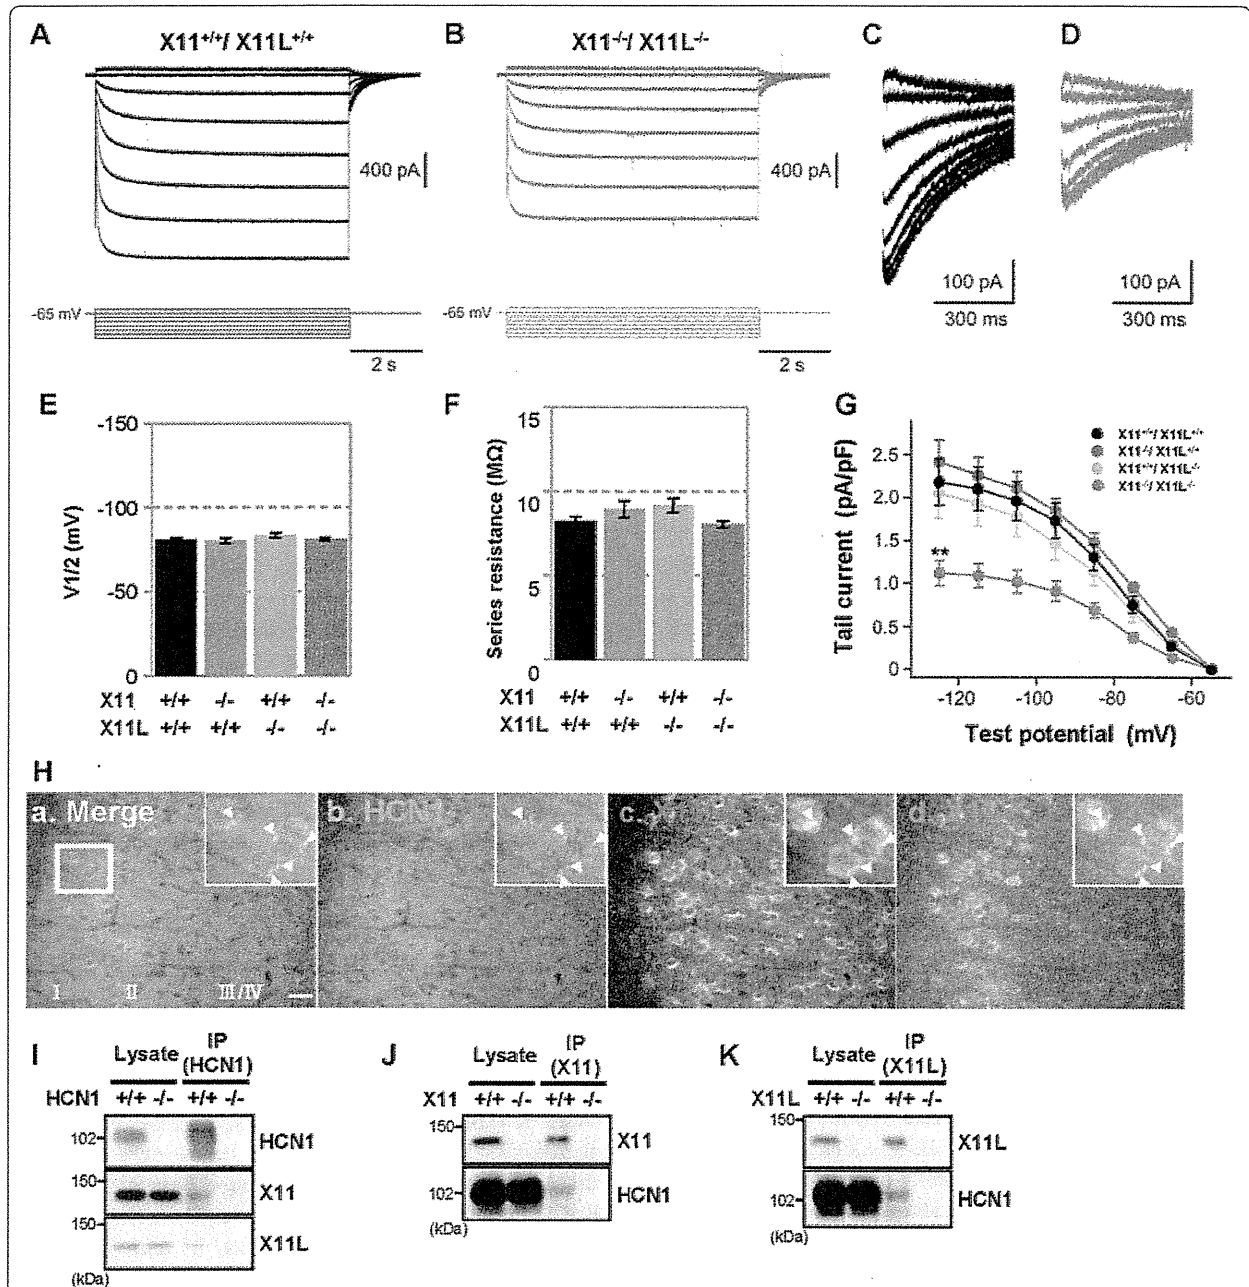 A
X11+/+/ X11L+/+
B
X11-/-/ X11L-/-
C
D
400 pA
400 pA
100 pA
300 ms
100 pA
300 ms
-65 mV
-65 mV
2 s
2 s
E
V1/2 (mV)
-150
-100
-50
0
X11 +/+ -/- +/+ -/-
X11L +/+ +/+ -/- -/-
F
Series resistance (MΩ)
15
10
5
0
+/+ -/- +/+ -/-
+/+ +/+ -/- -/-
G
X11+/+/ X11L+/+
X11-/-/ X11L+/+
X11+/+/ X11L-/-
X11-/-/ X11L-/-
Tail current (pA/pF)
2.5
2.0
1.5
1.0
0.5
0
**
-120 -100 -80 -60
Test potential (mV)
H
a. Merge
b. HCN1
c.
d.
I II III/IV
I
Lysate IP (HCN1)
HCN1 +/+ -/- +/+ -/-
102 HCN1
150 X11
150 X11L
(kDa)
J
Lysate IP (X11)
X11 +/+ -/- +/+ -/-
150 X11
102 HCN1
(kDa)
K
Lysate IP (X11L)
X11L +/+ -/- +/+ -/-
150 X11L
102 HCN1
(kDa)